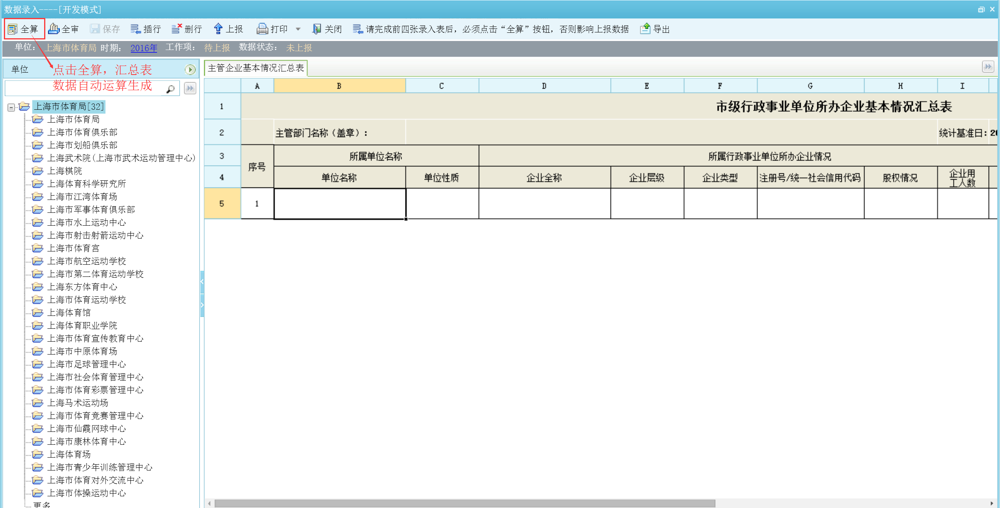 数据录入----[开发模式]
全算 全审 保存 插行 删行 上报 打印 关闭 请完成前四张录入表后，必须点击“全算”按钮，否则影响上报数据 导出
单位： 上海市体育局 时期： 2016年 工作项： 待上报 数据状态： 未上报
单位
点击全算，汇总表
数据自动运算生成
上海市体育局[32]
上海市体育局
上海市体育俱乐部
上海市划船俱乐部
上海武术院(上海市武术运动管理中心)
上海棋院
上海体育科学研究所
上海市江湾体育场
上海市军事体育俱乐部
上海市水上运动中心
上海市射击射箭运动中心
上海市体育宫
上海市航空运动学校
上海市第二体育运动学校
上海东方体育中心
上海市体育运动学校
上海体育馆
上海体育职业学院
上海市体育宣传教育中心
上海市中原体育场
上海市足球管理中心
上海市社会体育管理中心
上海市体育彩票管理中心
上海马术运动场
上海市体育竞赛管理中心
上海市仙霞网球中心
上海市康林体育中心
上海体育场
上海市青少年训练管理中心
上海市体育对外交流中心
上海市体操运动中心
更多
主管企业基本情况汇总表
A B C D E F G H I
1 市级行政事业单位所办企业基本情况汇总表
2 主管部门名称（盖章）： 统计基准日：
3 序号 所属单位名称 所属行政事业单位所办企业情况
4 单位名称 单位性质 企业全称 企业层级 企业类型 注册号/统一社会信用代码 股权情况 企业用
工人数
5 1